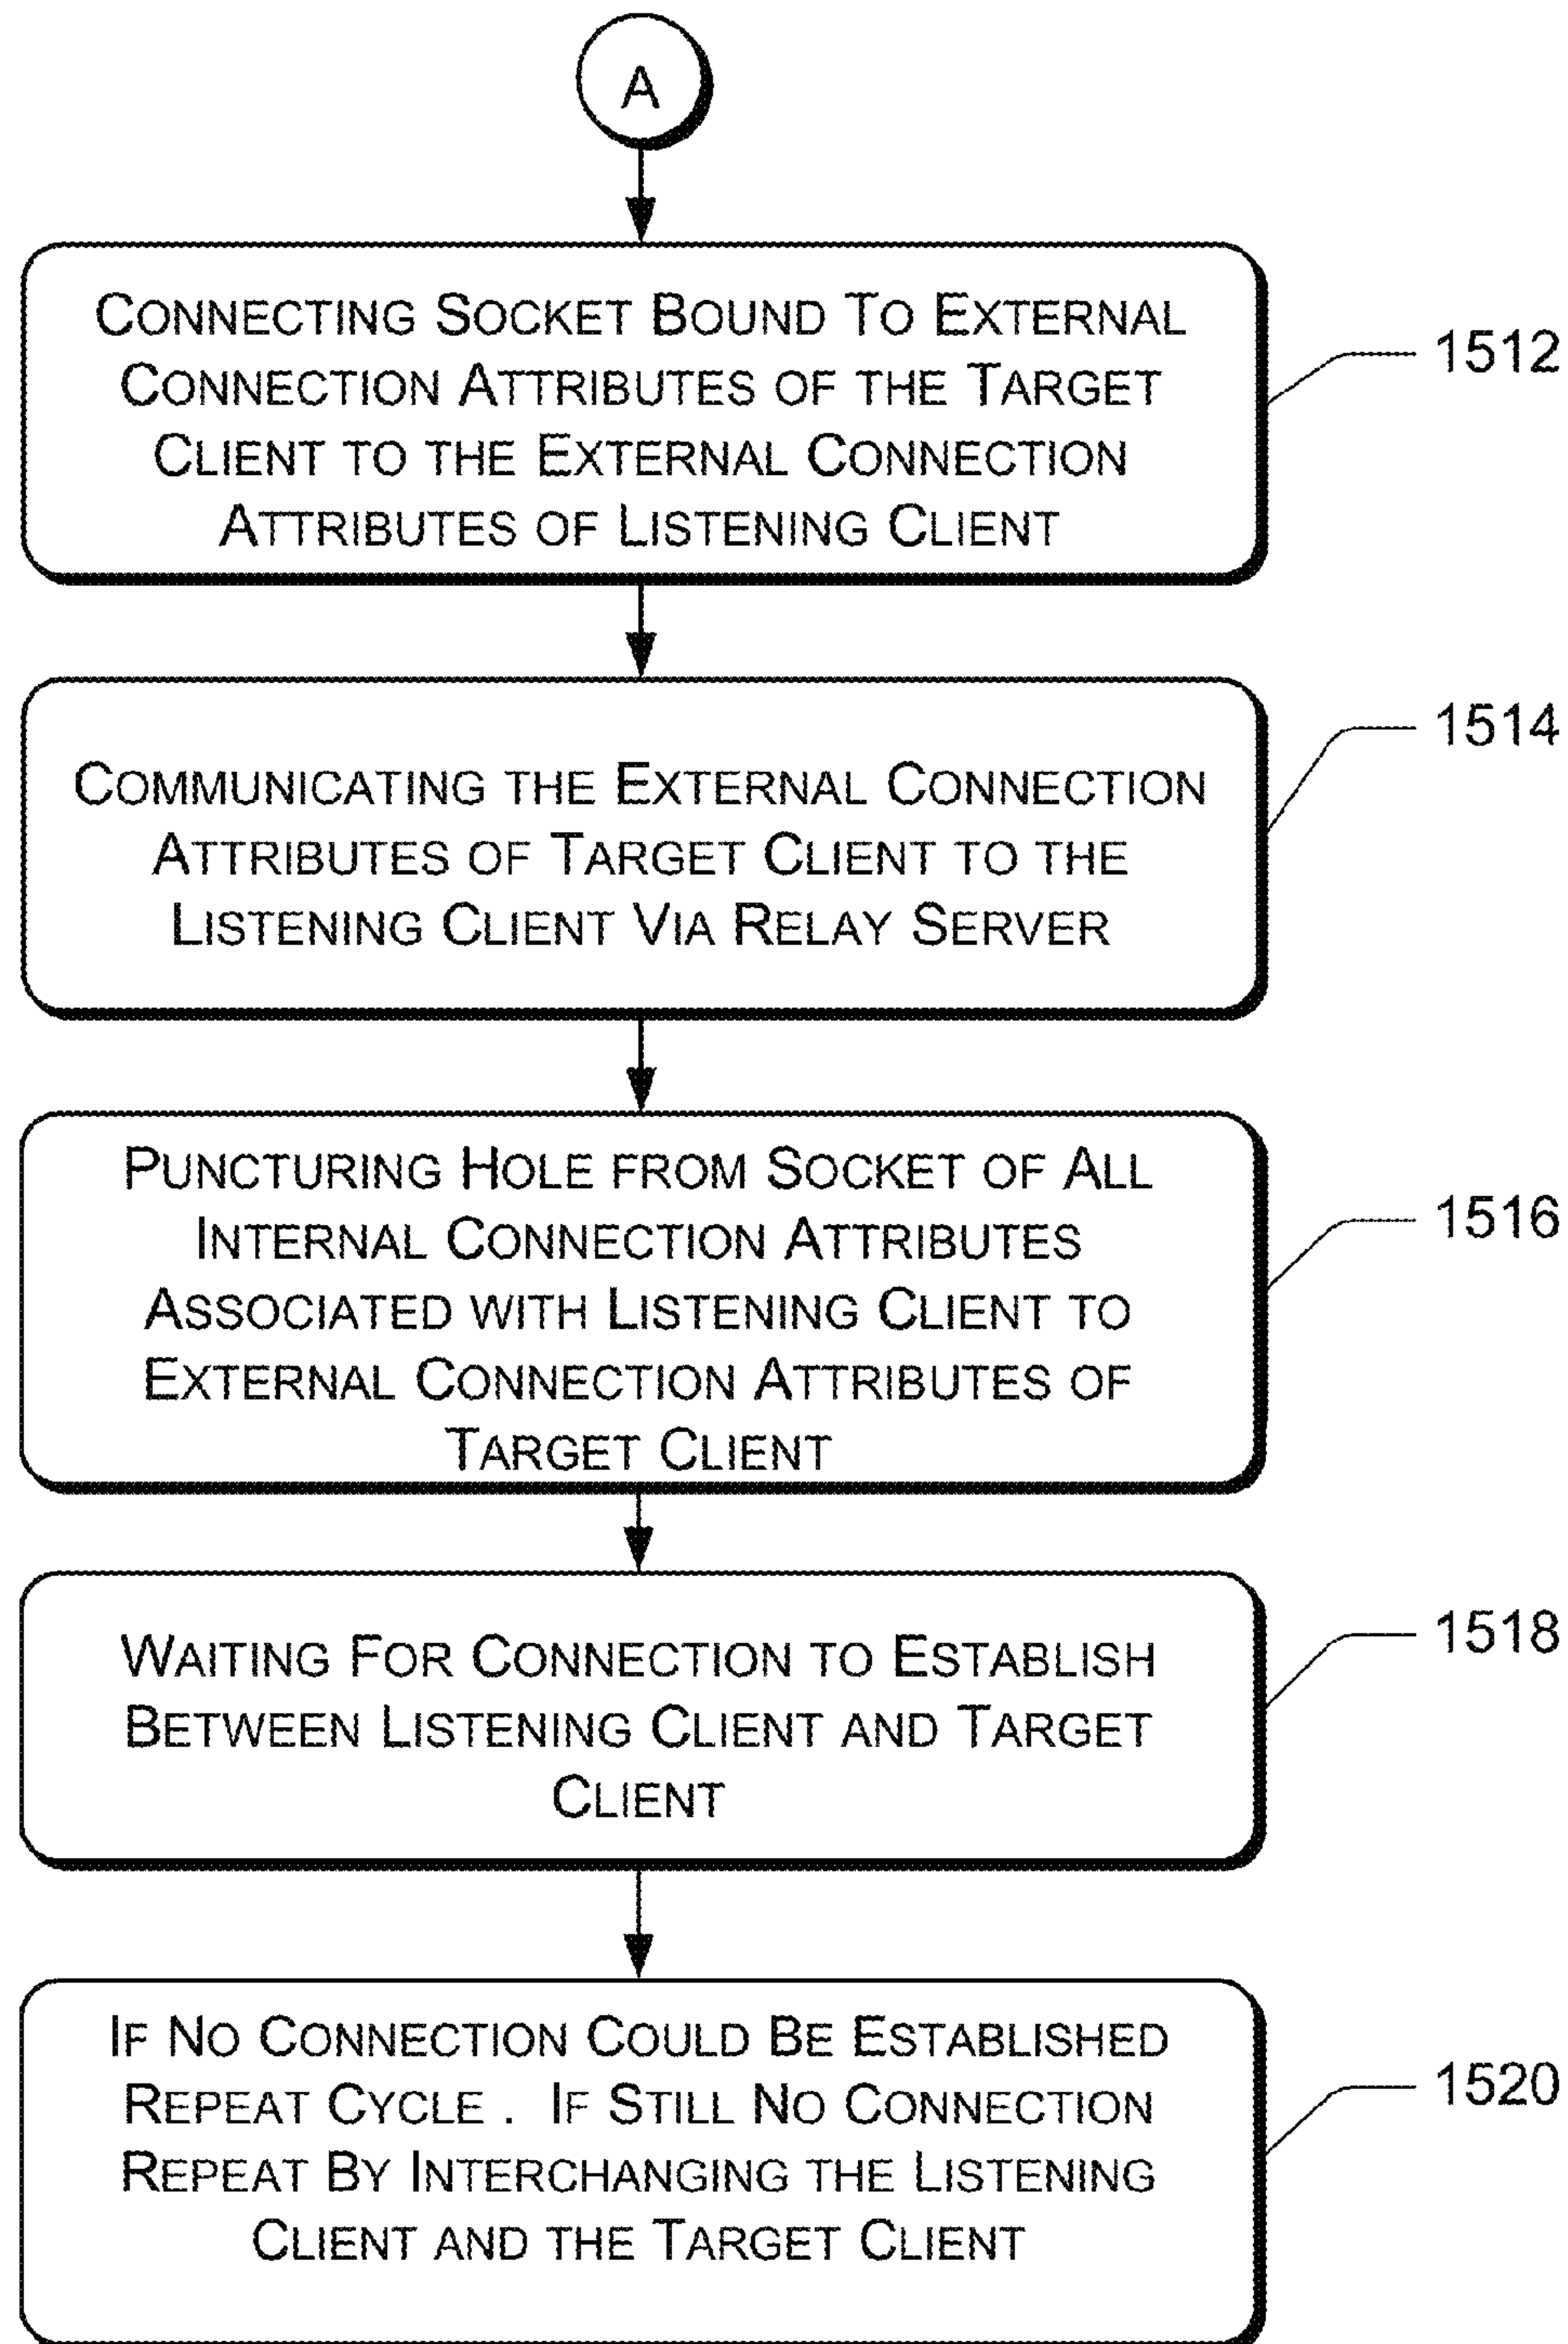 A
CONNECTING SOCKET BOUND TO EXTERNAL
CONNECTION ATTRIBUTES OF THE TARGET
CLIENT TO THE EXTERNAL CONNECTION
ATTRIBUTES OF LISTENING CLIENT
1512
COMMUNICATING THE EXTERNAL CONNECTION
ATTRIBUTES OF TARGET CLIENT TO THE
LISTENING CLIENT VIA RELAY SERVER
1514
PUNCTURING HOLE FROM SOCKET OF ALL
INTERNAL CONNECTION ATTRIBUTES
ASSOCIATED WITH LISTENING CLIENT TO
EXTERNAL CONNECTION ATTRIBUTES OF
TARGET CLIENT
1516
WAITING FOR CONNECTION TO ESTABLISH
BETWEEN LISTENING CLIENT AND TARGET
CLIENT
1518
IF NO CONNECTION COULD BE ESTABLISHED
REPEAT CYCLE . IF STILL NO CONNECTION
REPEAT BY INTERCHANGING THE LISTENING
CLIENT AND THE TARGET CLIENT
1520